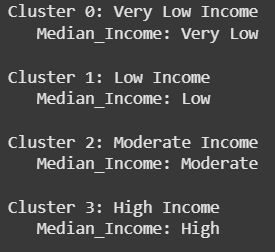 Cluster 0: Very Low Income
Median_Income: Very Low
Cluster 1: Low Income
Median_Income: Low
Cluster 2: Moderate Income
Median_Income: Moderate
Cluster 3: High Income
Median_Income: High